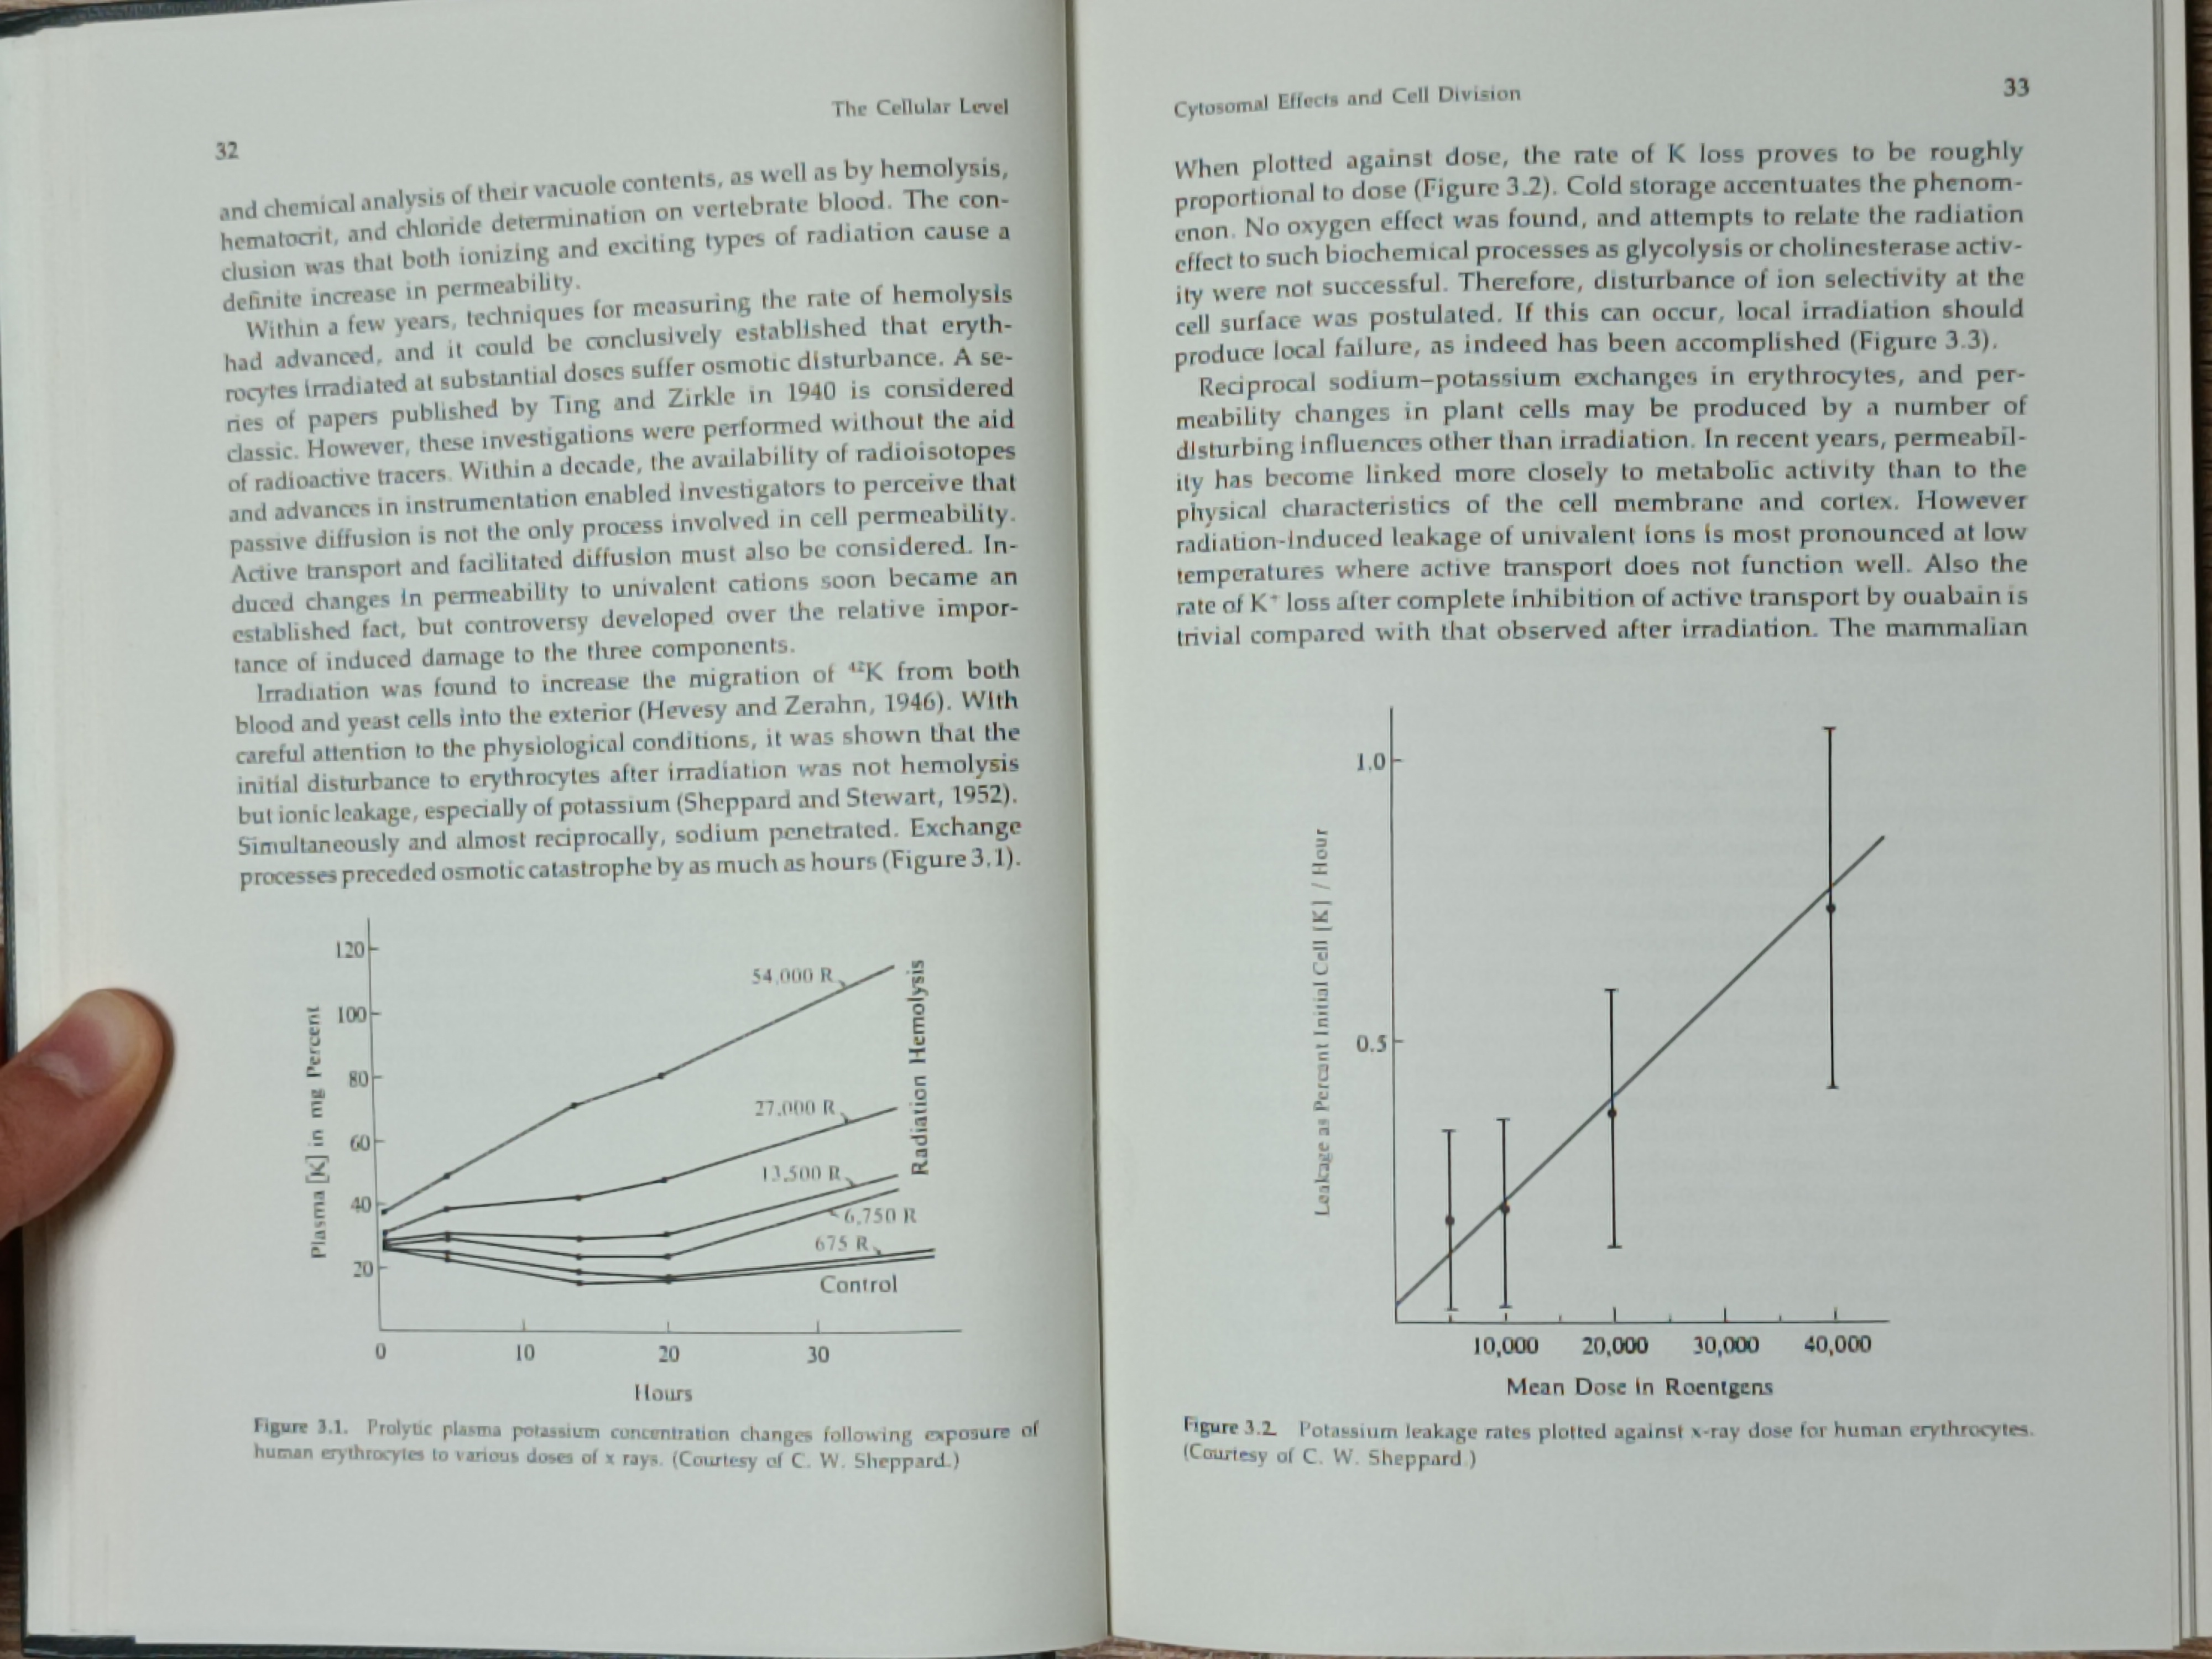 The Cellular Level
32
and chemical analysis of their vacuole contents, as well as by hemolysis,
hematocrit, and chloride determination on vertebrate blood. The con-
clusion was that both ionizing and exciting types of radiation cause a
definite increase in permeability.
Within a few years, techniques for measuring the rate of hemolysis
had advanced, and it could be conclusively established that eryth-
rocytes irradiated at substantial doses suffer osmotic disturbance. A se-
ries of papers published by Ting and Zirkle in 1940 is considered
classic. However, these investigations were performed without the aid
of radioactive tracers. Within a decade, the availability of radioisotopes
and advances in instrumentation enabled investigators to perceive that
passive diffusion is not the only process involved in cell permeability.
Active transport and facilitated diffusion must also be considered. In-
duced changes in permeability to univalent cations soon became an
established fact, but controversy developed over the relative impor-
tance of induced damage to the three components.
Irradiation was found to increase the migration of ⁴²K from both
blood and yeast cells into the exterior (Hevesy and Zerahn, 1946). With
careful attention to the physiological conditions, it was shown that the
initial disturbance to erythrocytes after irradiation was not hemolysis
but ionic leakage, especially of potassium (Sheppard and Stewart, 1952).
Simultaneously and almost reciprocally, sodium penetrated. Exchange
processes preceded osmotic catastrophe by as much as hours (Figure 3.1).
120
100
80
60
40
20
Plasma [K] in mg Percent
54,000 R
27,000 R
13,500 R
6,750 R
675 R
Control
Radiation Hemolysis
0 10 20 30
Hours
Figure 3.1. Prolytic plasma potassium concentration changes following exposure of
human erythrocytes to various doses of x rays. (Courtesy of C. W. Sheppard.)
Cytosomal Effects and Cell Division
33
When plotted against dose, the rate of K loss proves to be roughly
proportional to dose (Figure 3.2). Cold storage accentuates the phenom-
enon. No oxygen effect was found, and attempts to relate the radiation
effect to such biochemical processes as glycolysis or cholinesterase activ-
ity were not successful. Therefore, disturbance of ion selectivity at the
cell surface was postulated. If this can occur, local irradiation should
produce local failure, as indeed has been accomplished (Figure 3.3).
Reciprocal sodium–potassium exchanges in erythrocytes, and per-
meability changes in plant cells may be produced by a number of
disturbing influences other than irradiation. In recent years, permeabil-
ity has become linked more closely to metabolic activity than to the
physical characteristics of the cell membrane and cortex. However
radiation-induced leakage of univalent ions is most pronounced at low
temperatures where active transport does not function well. Also the
rate of K⁺ loss after complete inhibition of active transport by ouabain is
trivial compared with that observed after irradiation. The mammalian
1.0
0.5
Leakage as Percent Initial Cell [K] / Hour
10,000 20,000 30,000 40,000
Mean Dose in Roentgens
Figure 3.2. Potassium leakage rates plotted against x-ray dose for human erythrocytes.
(Courtesy of C. W. Sheppard.)